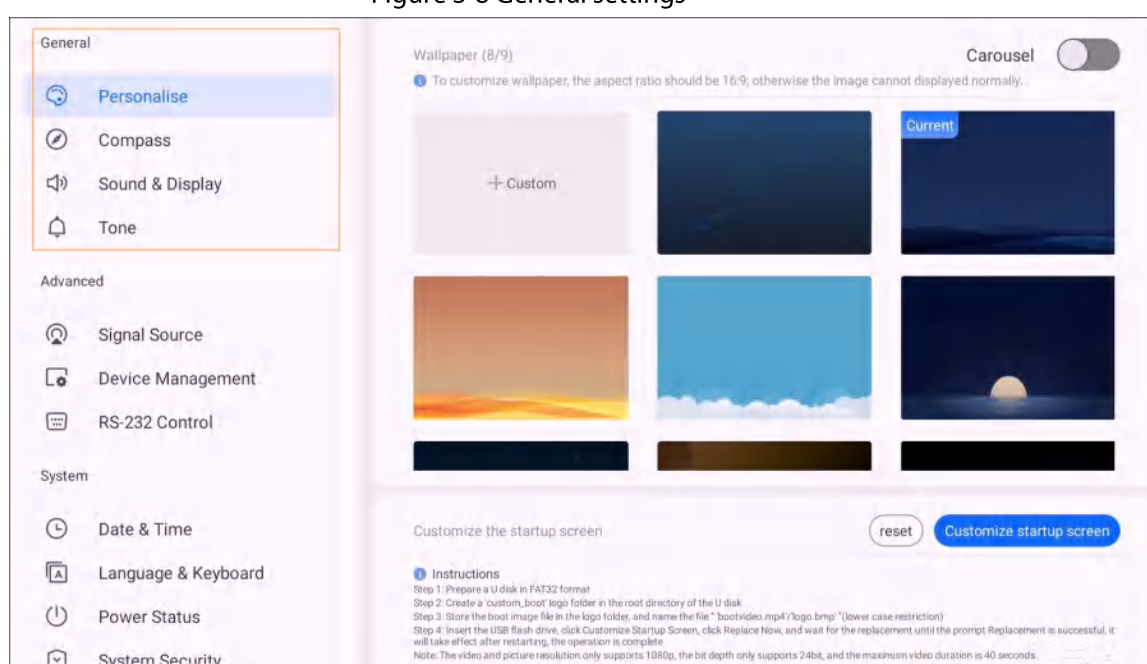 General
Personalise
Compass
Sound & Display
Tone
Advanced
Signal Source
Device Management
RS-232 Control
System
Date & Time
Language & Keyboard
Power Status
System Security
Wallpaper (8/9)
Carousel
To customize wallpaper, the aspect ratio should be 16:9; otherwise the image cannot displayed normally.
+ Custom
Current
Customize the startup screen
reset
Customize startup screen
Instructions
Step 1: Prepare a U disk in FAT32 format
Step 2: Create a 'custom_boot' logo folder in the root directory of the U disk
Step 3: Store the boot image file in the logo folder, and name the file " bootvideo.mp4'/'logo.bmp' "(lower case restriction)
Step 4: Insert the USB flash drive, click Customize Startup Screen, click Replace Now, and wait for the replacement until the prompt Replacement is successful, it
will take effect after restarting, the operation is complete
Note: The video and picture resolution only supports 1080p, the bit depth only supports 24bit, and the maximum video duration is 40 seconds.